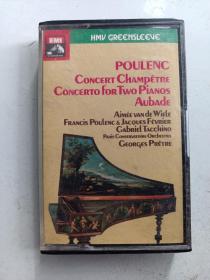 EMI
HMV GREENSLEEVE
POULENC
CONCERT CHAMPÊTRE
CONCERTO FOR TWO PIANOS
AUBADE
AIMÉE VAN DE WIELE
FRANCIS POULENC & JACQUES FÉVRIER
GABRIEL TACCHINO
PARIS CONSERVATOIRE ORCHESTRA
GEORGES PRÊTRE